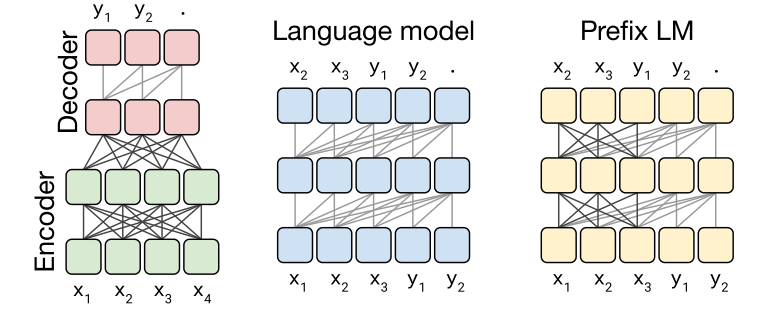 y1 y2 .
Decoder
Encoder
x1 x2 x3 x4
Language model
x2 x3 y1 y2 .
x1 x2 x3 y1 y2
Prefix LM
x2 x3 y1 y2 .
x1 x2 x3 y1 y2